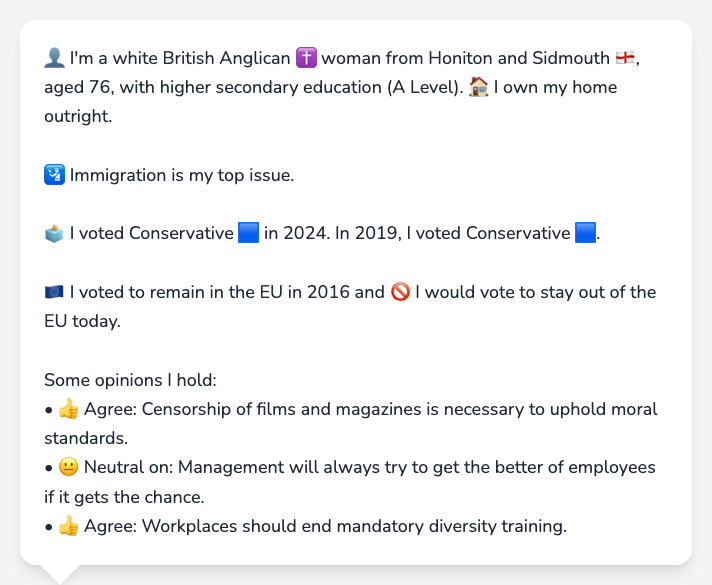 👤 I'm a white British Anglican ✝️ woman from Honiton and Sidmouth 🏴󠁧󠁢󠁥󠁮󠁧󠁿,
aged 76, with higher secondary education (A Level). 🏠 I own my home
outright.
🛂 Immigration is my top issue.
🗳️ I voted Conservative 🟦 in 2024. In 2019, I voted Conservative 🟦.
🇪🇺 I voted to remain in the EU in 2016 and 🚫 I would vote to stay out of the
EU today.
Some opinions I hold:
• 👍 Agree: Censorship of films and magazines is necessary to uphold moral
standards.
• 😐 Neutral on: Management will always try to get the better of employees
if it gets the chance.
• 👍 Agree: Workplaces should end mandatory diversity training.